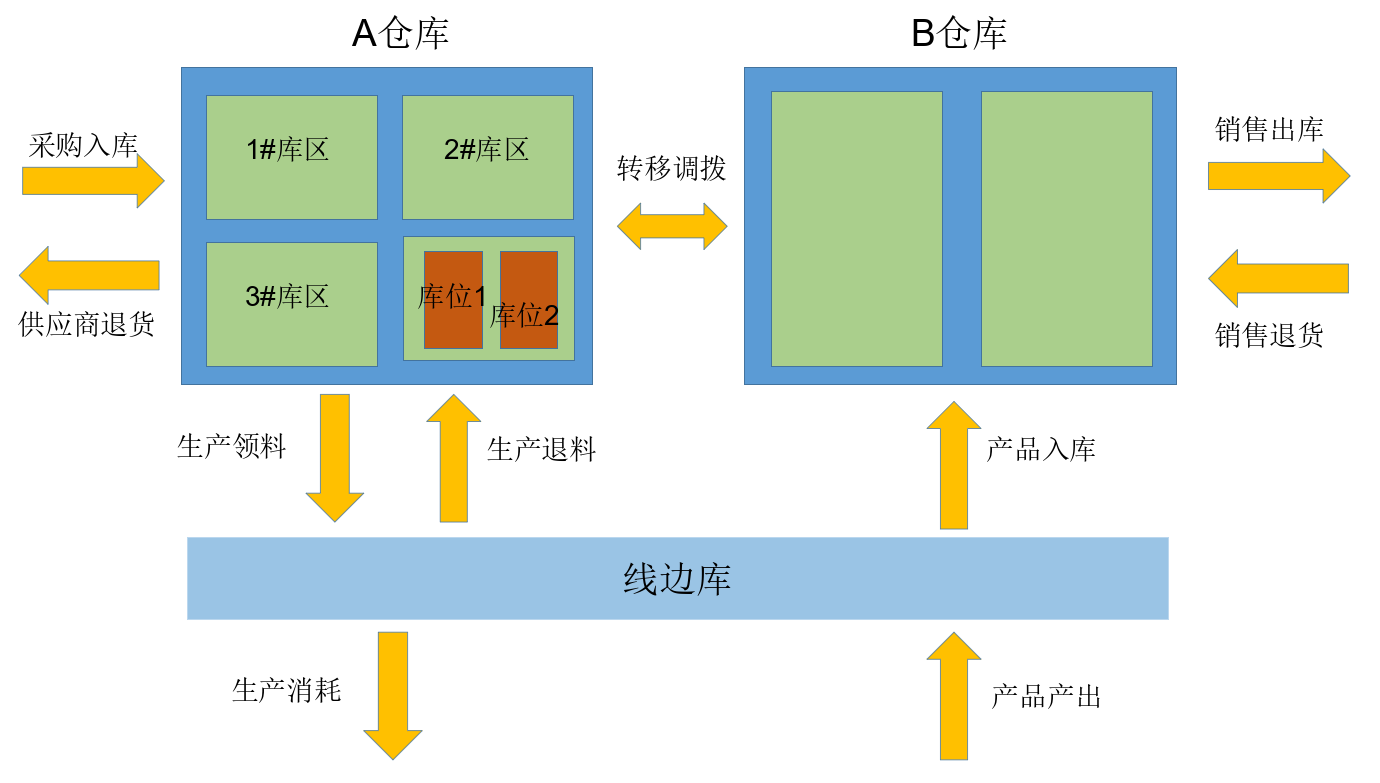 A仓库
B仓库
采购入库
1#库区
2#库区
转移调拨
销售出库
供应商退货
3#库区
库位1
库位2
销售退货
生产领料
生产退料
产品入库
线边库
生产消耗
产品产出